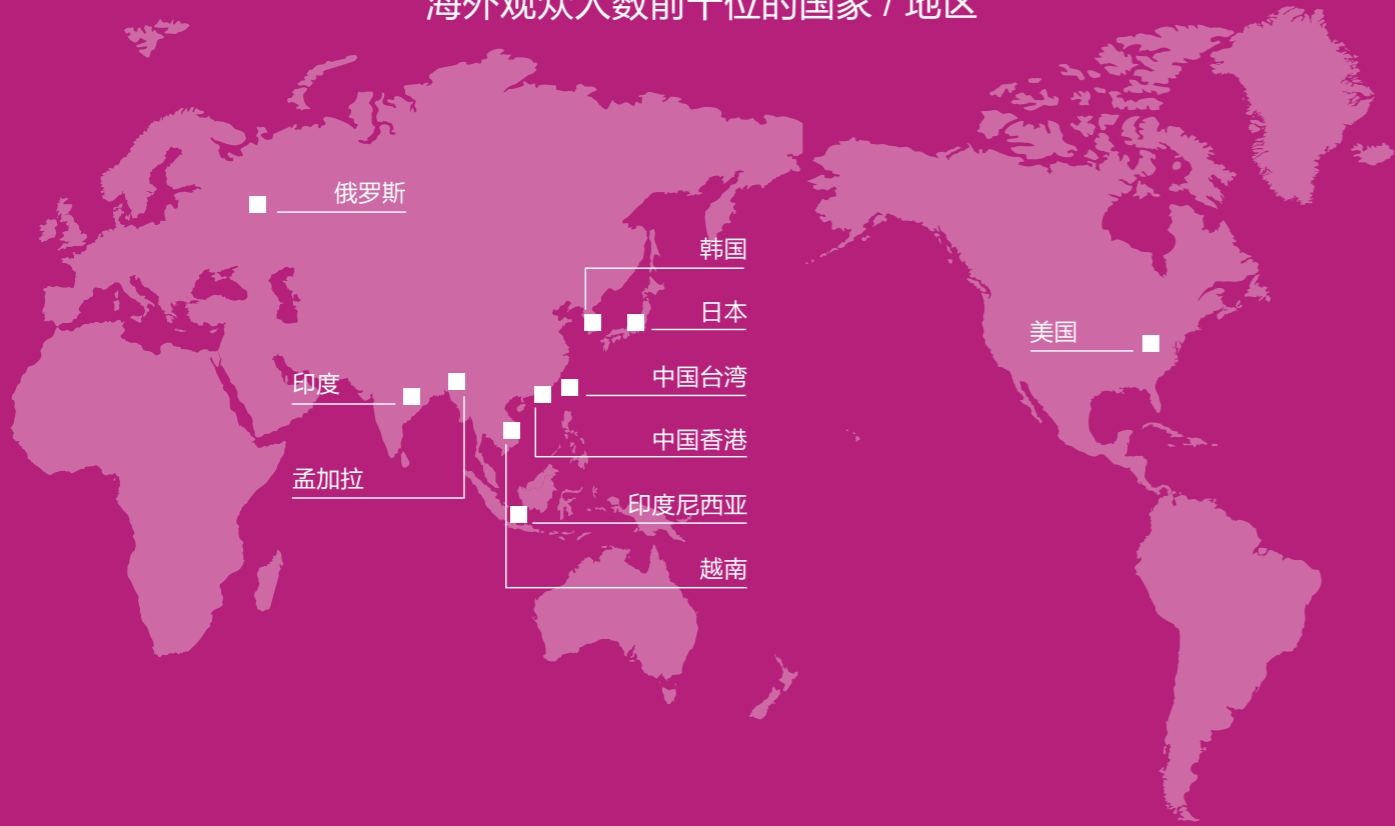 海外观众人数前十位的国家 / 地区
俄罗斯
韩国
日本
美国
中国台湾
印度
中国香港
孟加拉
印度尼西亚
越南